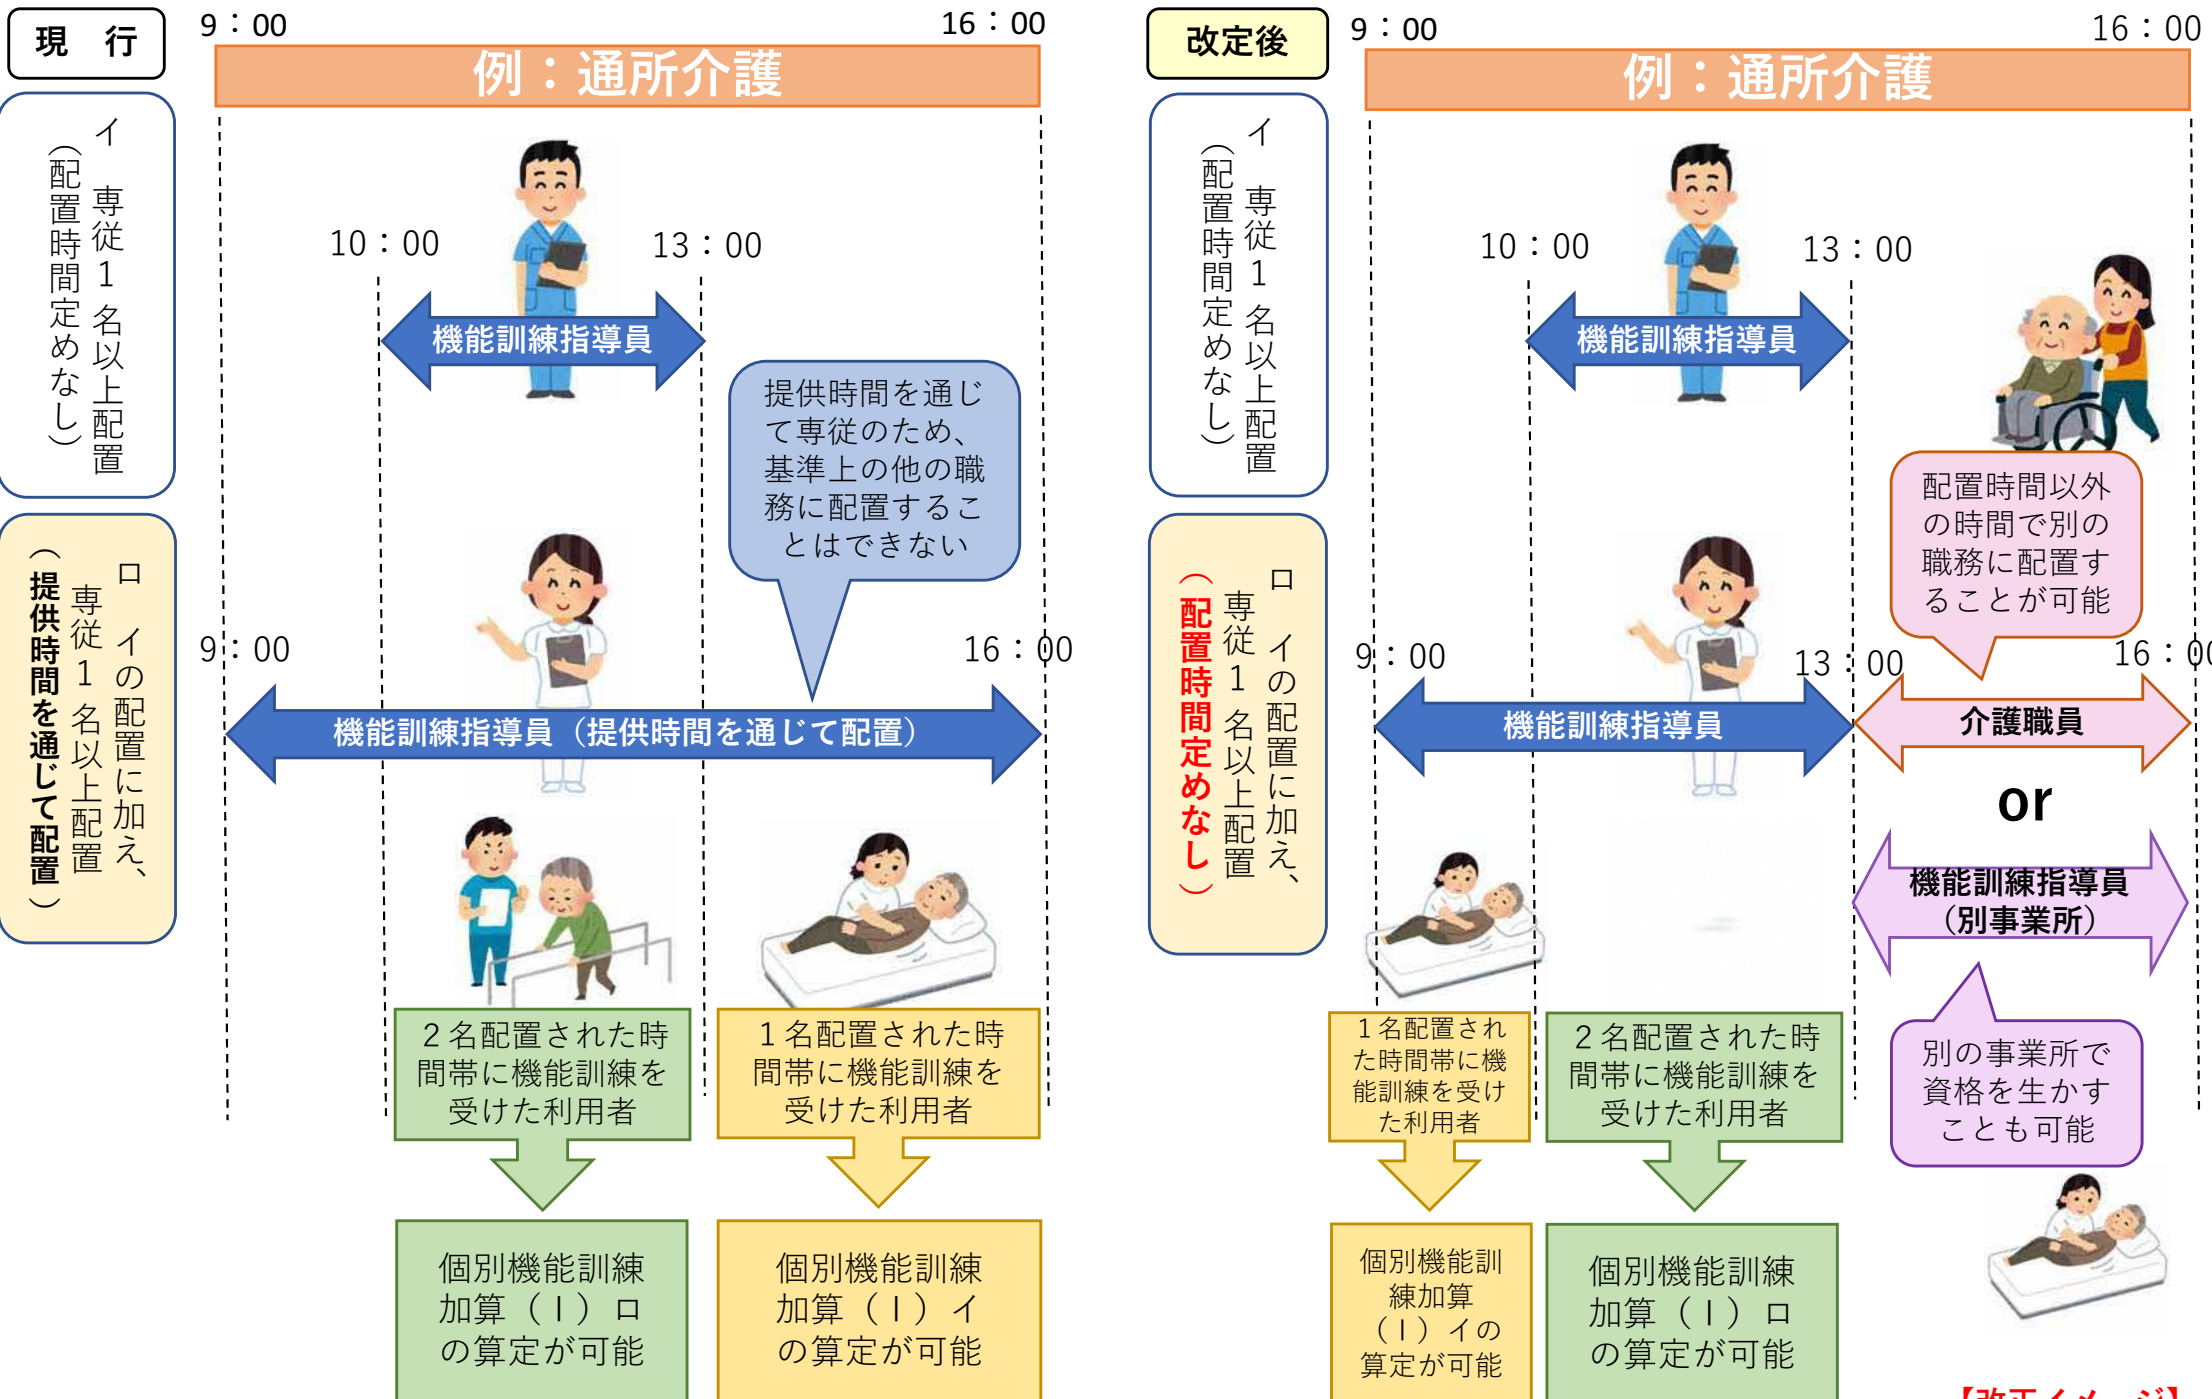 現　行
9：00
16：00
例：通所介護
イ　専従1名以上配置
（配置時間定めなし）
10：00
13：00
機能訓練指導員
提供時間を通じ
て専従のため、
基準上の他の職
務に配置するこ
とはできない
ロ　イの配置に加え、
専従1名以上配置
（提供時間を通じて配置）
9：00
16：00
機能訓練指導員（提供時間を通じて配置）
２名配置された時
間帯に機能訓練を
受けた利用者
１名配置された時
間帯に機能訓練を
受けた利用者
個別機能訓練
加算（Ⅰ）ロ
の算定が可能
個別機能訓練
加算（Ⅰ）イ
の算定が可能
改定後
9：00
16：00
例：通所介護
イ　専従1名以上配置
（配置時間定めなし）
10：00
13：00
機能訓練指導員
配置時間以外
の時間で別の
職務に配置す
ることが可能
ロ　イの配置に加え、
専従1名以上配置
（配置時間定めなし）
9：00
13：00
16：00
機能訓練指導員
介護職員
or
機能訓練指導員
（別事業所）
別の事業所で
資格を生かす
ことも可能
１名配置され
た時間帯に機
能訓練を受け
た利用者
２名配置された時
間帯に機能訓練を
受けた利用者
個別機能訓
練加算
（Ⅰ）イの
算定が可能
個別機能訓練
加算（Ⅰ）ロ
の算定が可能
【改正イメージ】